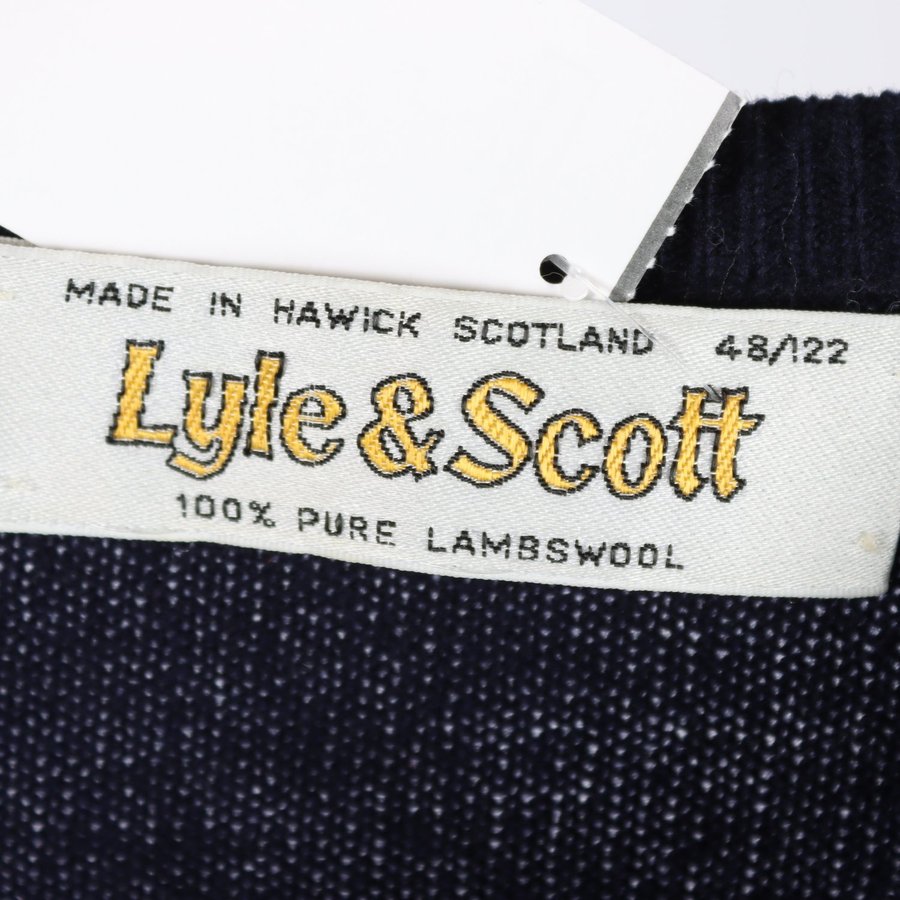 MADE IN HAWICK SCOTLAND 48/122
Lyle & Scott
100% PURE LAMBSWOOL